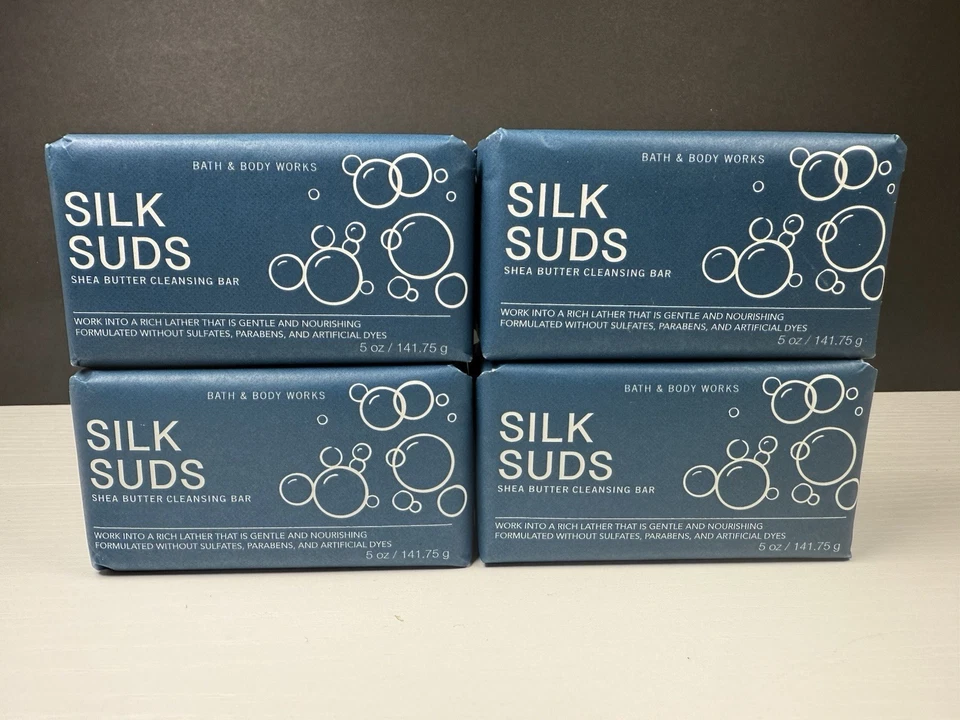 BATH & BODY WORKS
SILK
SUDS
SHEA BUTTER CLEANSING BAR
WORK INTO A RICH LATHER THAT IS GENTLE AND NOURISHING
FORMULATED WITHOUT SULFATES, PARABENS, AND ARTIFICIAL DYES
5 oz / 141.75 g
BATH & BODY WORKS
SILK
SUDS
SHEA BUTTER CLEANSING BAR
WORK INTO A RICH LATHER THAT IS GENTLE AND NOURISHING
FORMULATED WITHOUT SULFATES, PARABENS, AND ARTIFICIAL DYES
5 oz / 141.75 g
BATH & BODY WORKS
SILK
SUDS
SHEA BUTTER CLEANSING BAR
WORK INTO A RICH LATHER THAT IS GENTLE AND NOURISHING
FORMULATED WITHOUT SULFATES, PARABENS, AND ARTIFICIAL DYES
5 oz / 141.75 g
BATH & BODY WORKS
SILK
SUDS
SHEA BUTTER CLEANSING BAR
WORK INTO A RICH LATHER THAT IS GENTLE AND NOURISHING
FORMULATED WITHOUT SULFATES, PARABENS, AND ARTIFICIAL DYES
5 oz / 141.75 g